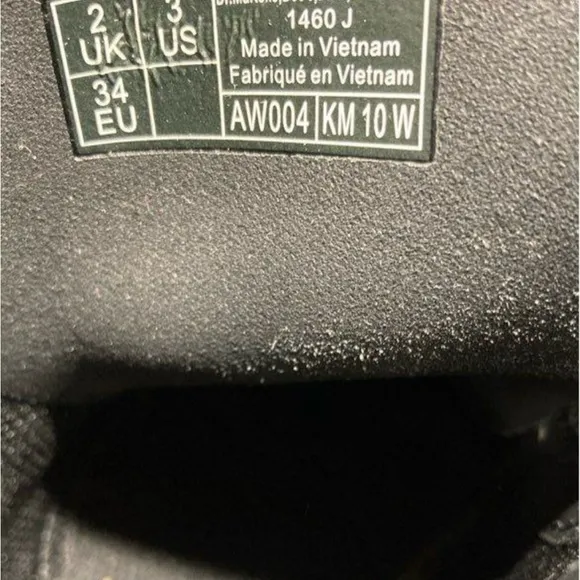 2 UK
3 US
34 EU
1460 J
Made in Vietnam
Fabriqué en Vietnam
AW004
KM 10 W